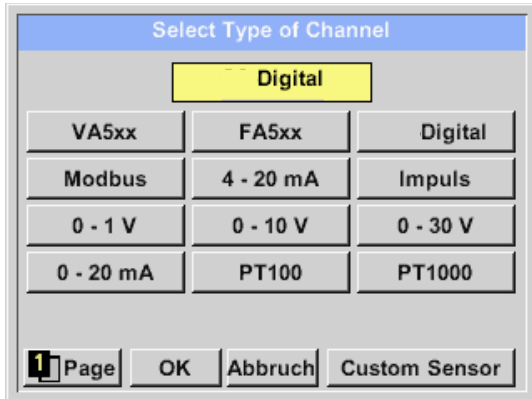 Select Type of Channel
Digital
VA5xx FA5xx Digital
Modbus 4 - 20 mA Impuls
0 - 1 V 0 - 10 V 0 - 30 V
0 - 20 mA PT100 PT1000
1 Page OK Abbruch Custom Sensor